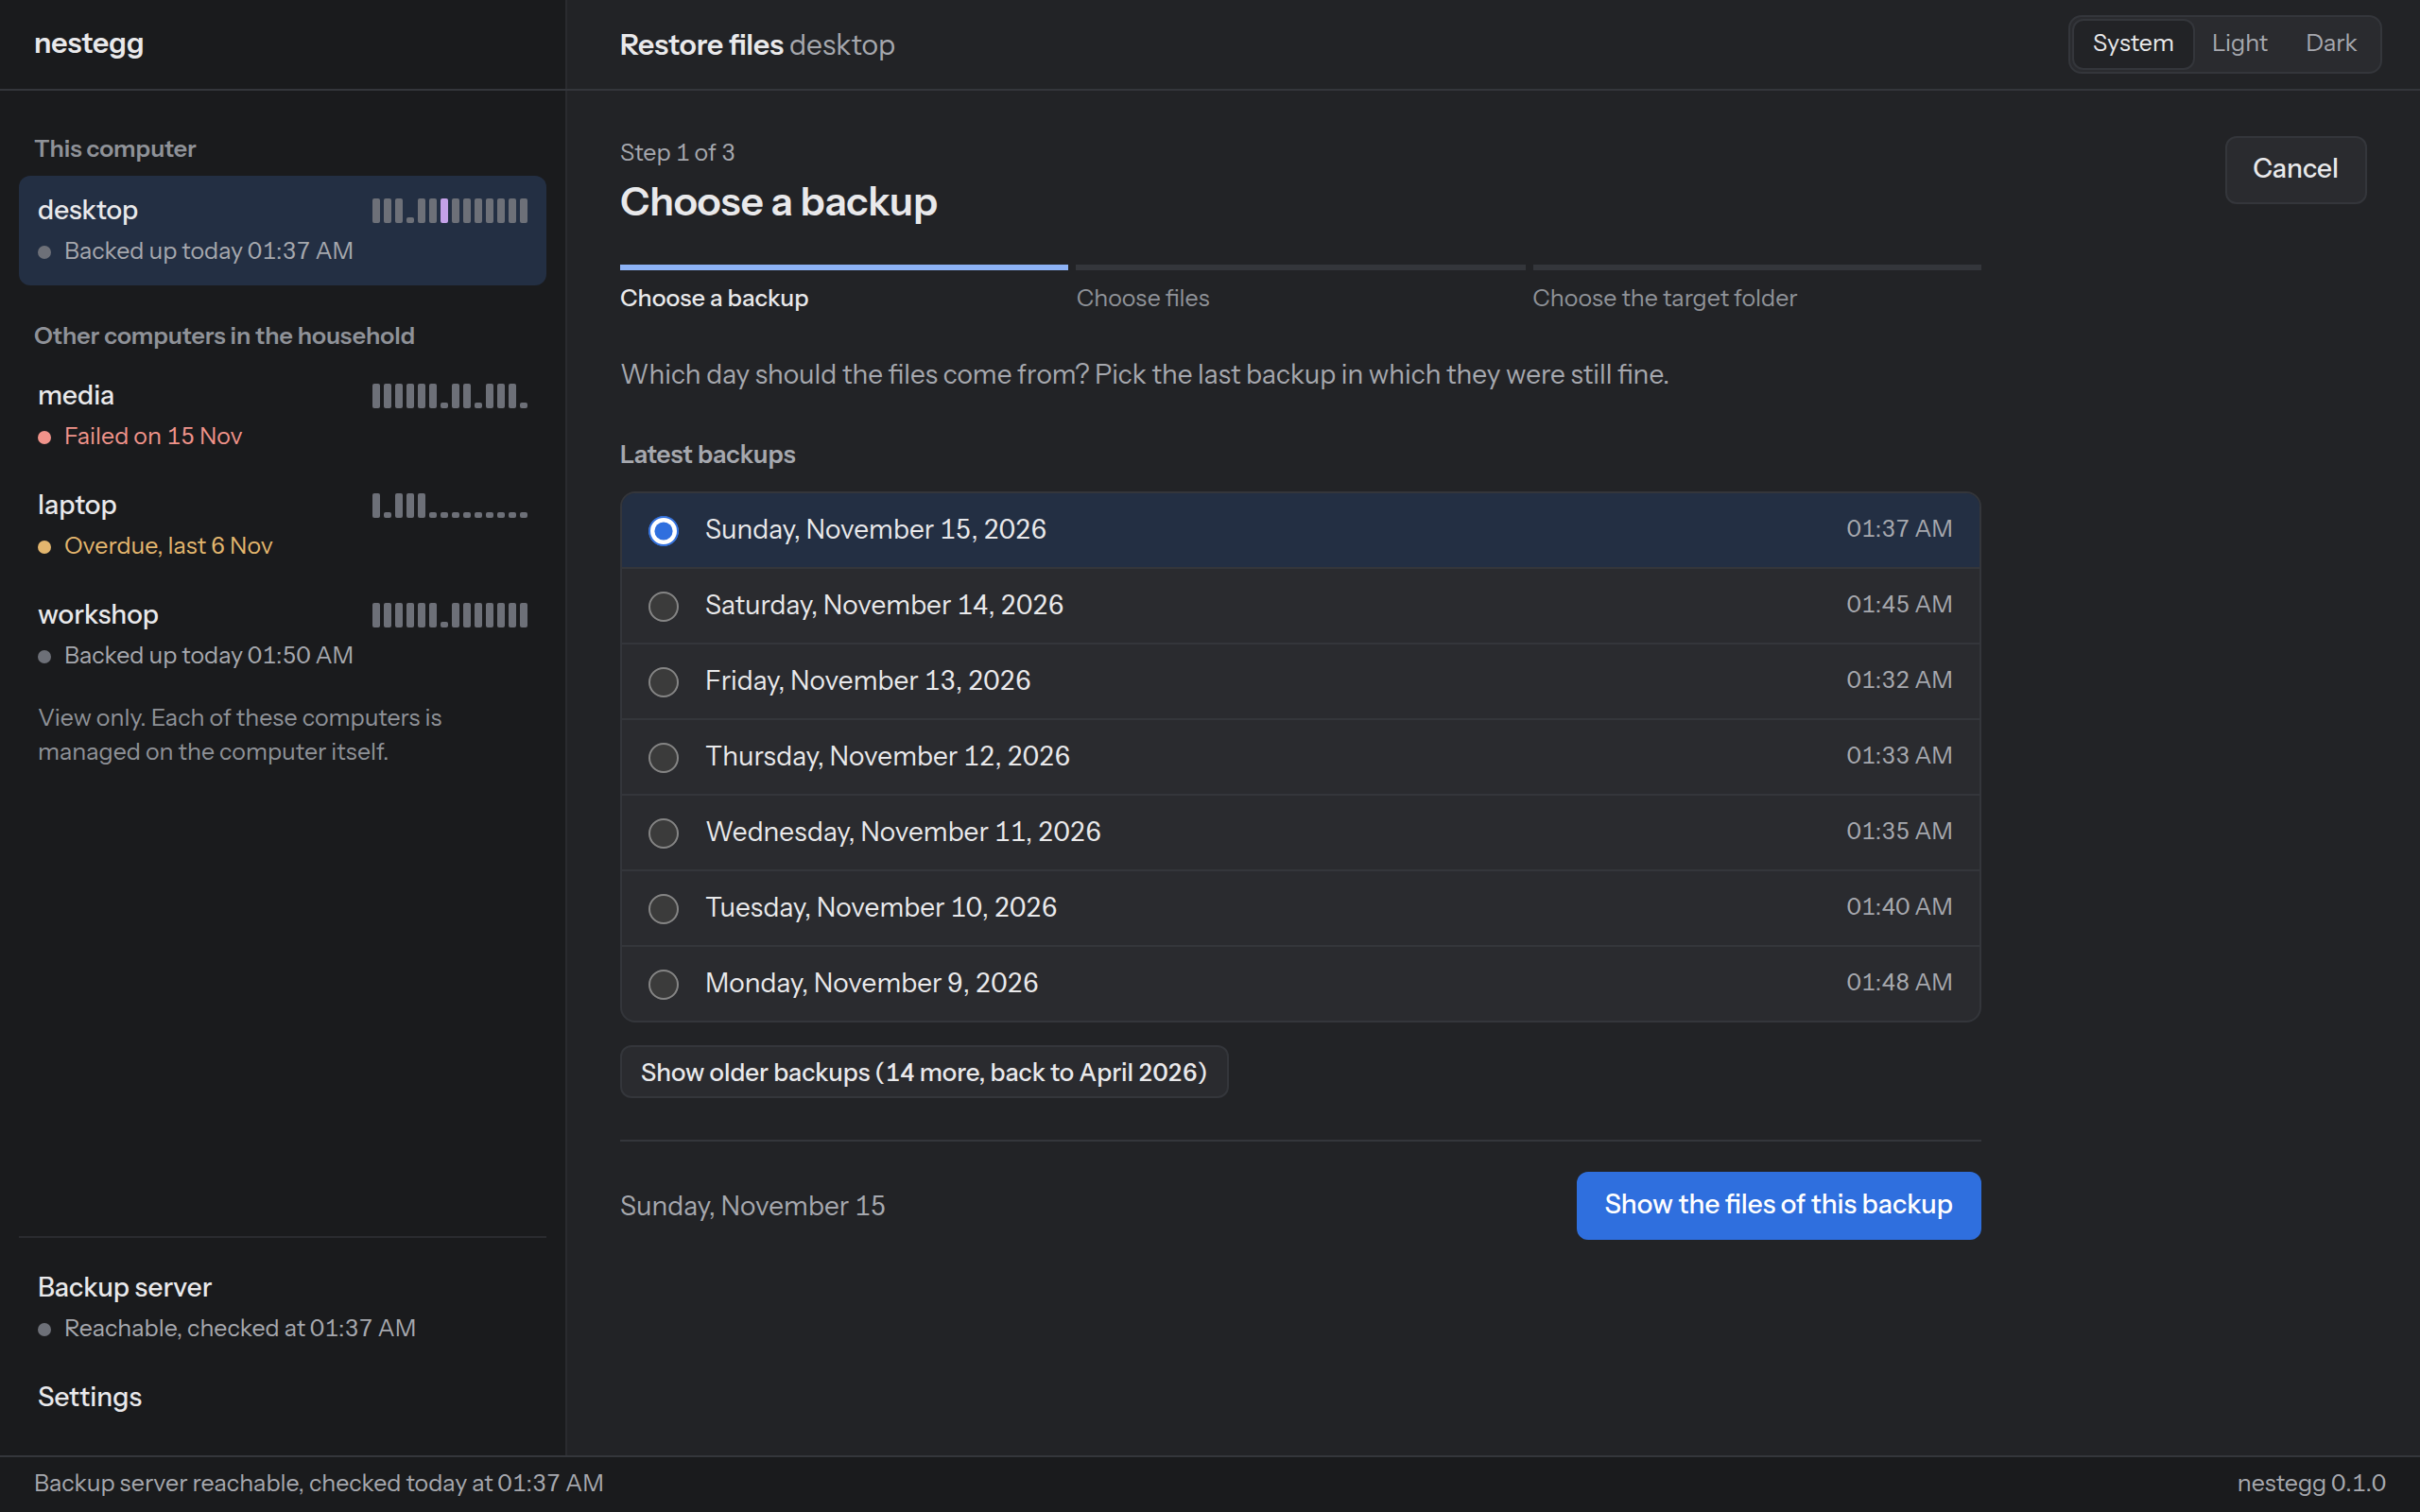 nestegg
Restore files desktop
System
Light
Dark
This computer
desktop
Backed up today 01:37 AM
Other computers in the household
media
Failed on 15 Nov
laptop
Overdue, last 6 Nov
workshop
Backed up today 01:50 AM
View only. Each of these computers is
managed on the computer itself.
Backup server
Reachable, checked at 01:37 AM
Settings
Step 1 of 3
Choose a backup
Cancel
Choose a backup
Choose files
Choose the target folder
Which day should the files come from? Pick the last backup in which they were still fine.
Latest backups
Sunday, November 15, 2026 01:37 AM
Saturday, November 14, 2026 01:45 AM
Friday, November 13, 2026 01:32 AM
Thursday, November 12, 2026 01:33 AM
Wednesday, November 11, 2026 01:35 AM
Tuesday, November 10, 2026 01:40 AM
Monday, November 9, 2026 01:48 AM
Show older backups (14 more, back to April 2026)
Sunday, November 15
Show the files of this backup
Backup server reachable, checked today at 01:37 AM
nestegg 0.1.0